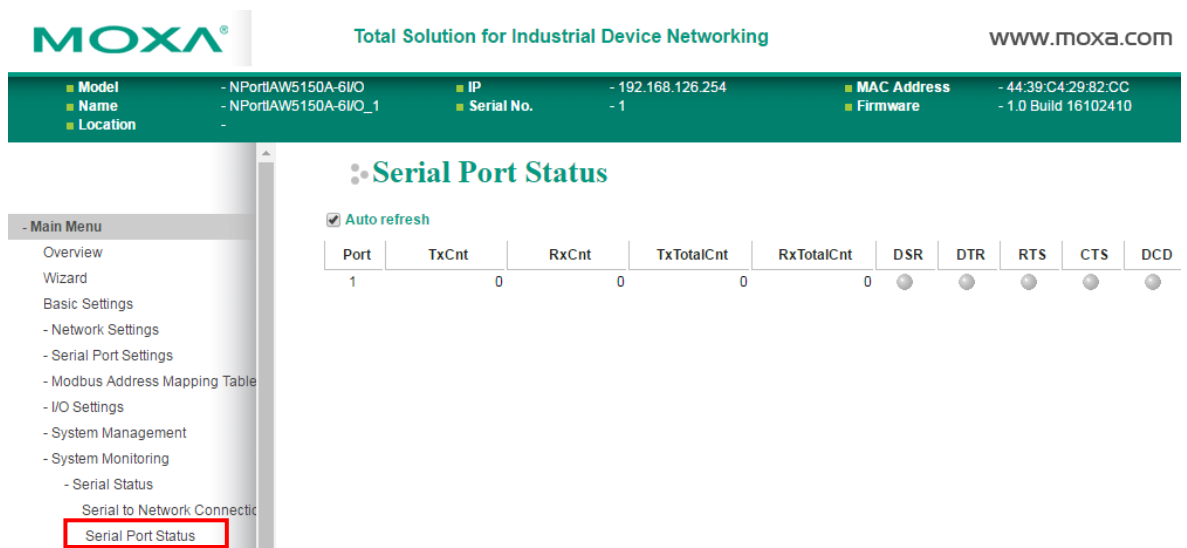 MOXA®
Total Solution for Industrial Device Networking
www.moxa.com
Model - NPortIAW5150A-6I/O IP - 192.168.126.254 MAC Address - 44:39:C4:29:82:CC
Name - NPortIAW5150A-6I/O_1 Serial No. - 1 Firmware - 1.0 Build 16102410
Location -
Serial Port Status
Auto refresh
Port TxCnt RxCnt TxTotalCnt RxTotalCnt DSR DTR RTS CTS DCD
1 0 0 0 0
- Main Menu
Overview
Wizard
Basic Settings
- Network Settings
- Serial Port Settings
- Modbus Address Mapping Table
- I/O Settings
- System Management
- System Monitoring
- Serial Status
Serial to Network Connectic
Serial Port Status